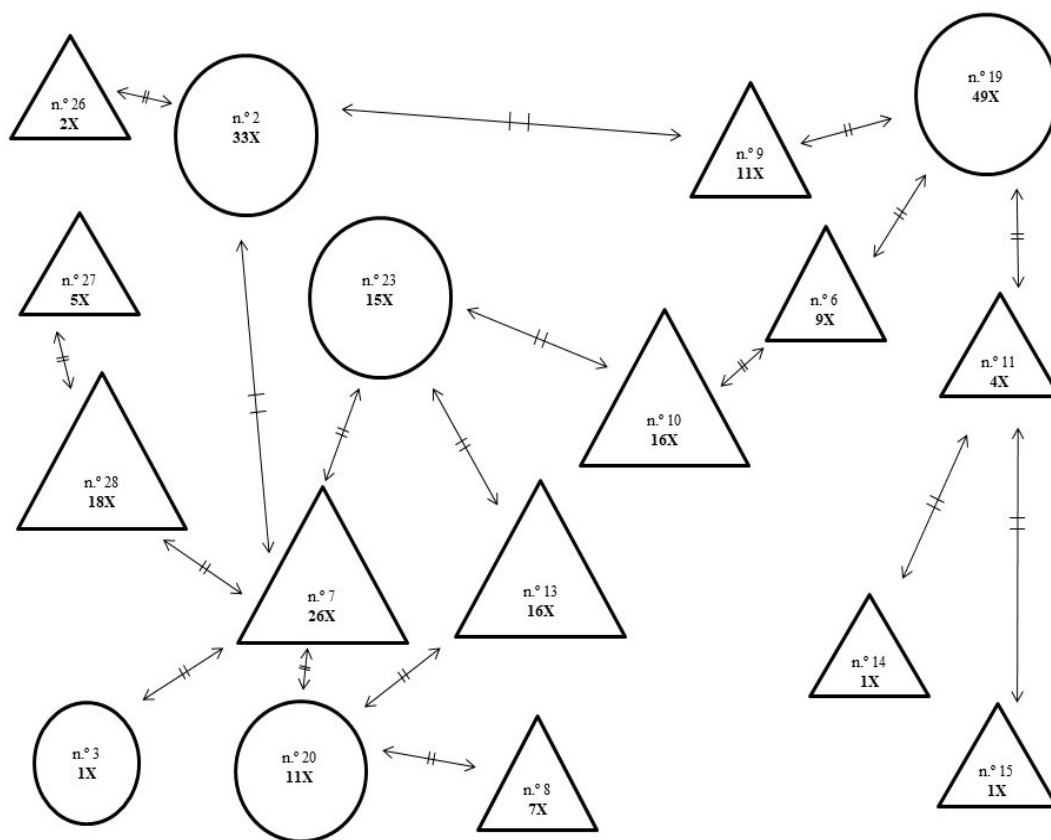 n.º 26
2X
n.º 2
33X
n.º 19
49X
n.º 9
11X
n.º 27
5X
n.º 23
15X
n.º 6
9X
n.º 11
4X
n.º 10
16X
n.º 28
18X
n.º 7
26X
n.º 13
16X
n.º 14
1X
n.º 3
1X
n.º 20
11X
n.º 8
7X
n.º 15
1X